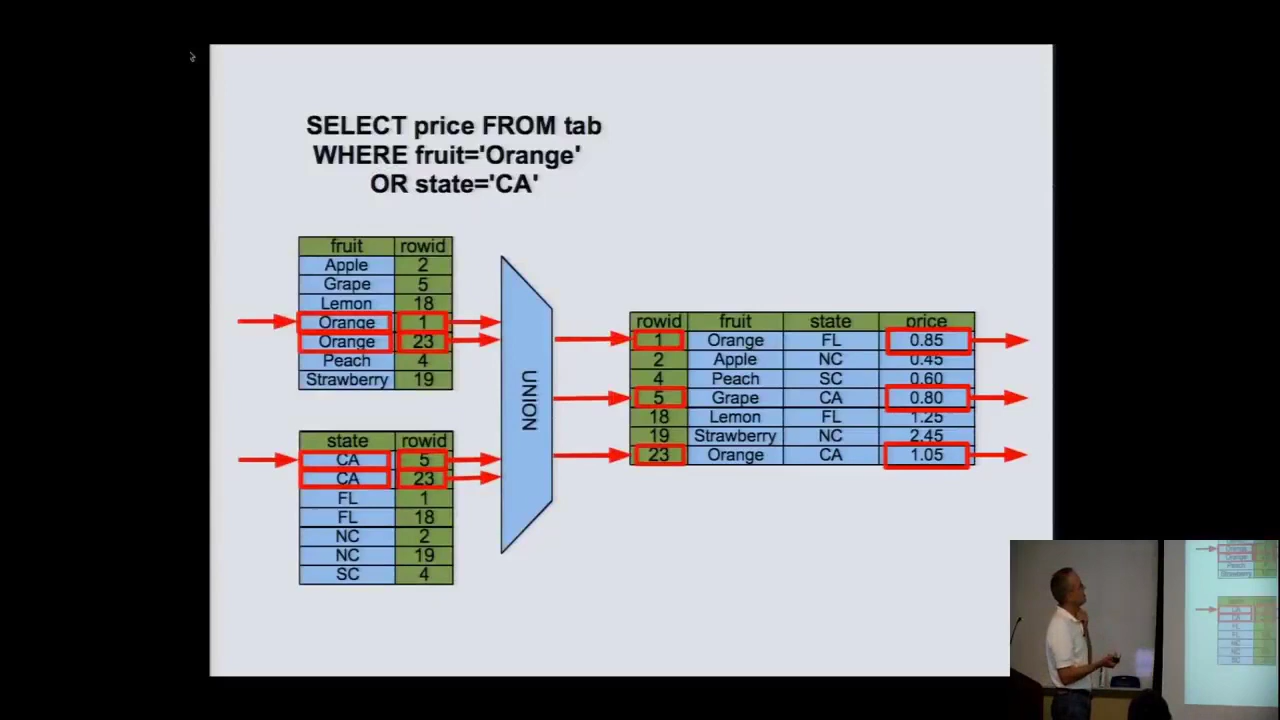 SELECT price FROM tab
WHERE fruit='Orange'
OR state='CA'
fruit rowid
Apple 2
Grape 5
Lemon 18
Orange 1
Orange 23
Peach 4
Strawberry 19
state rowid
CA 5
CA 23
FL 1
FL 18
NC 2
NC 19
SC 4
UNION
rowid fruit state price
1 Orange FL 0.85
2 Apple NC 0.45
4 Peach SC 0.60
5 Grape CA 0.80
18 Lemon FL 1.25
19 Strawberry NC 2.45
23 Orange CA 1.05